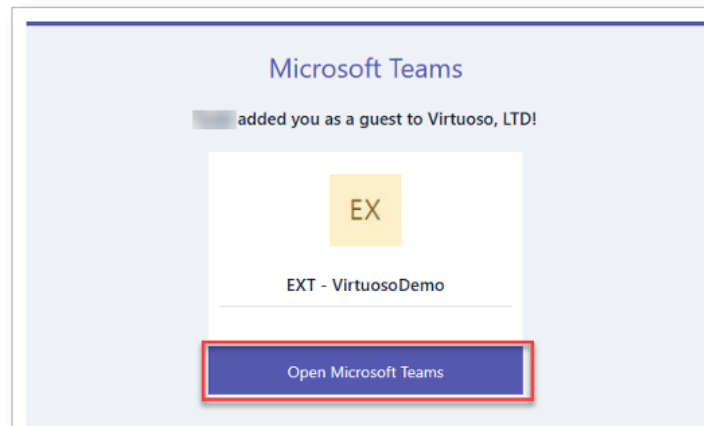 Microsoft Teams
added you as a guest to Virtuoso, LTD!
EX
EXT - VirtuosoDemo
Open Microsoft Teams